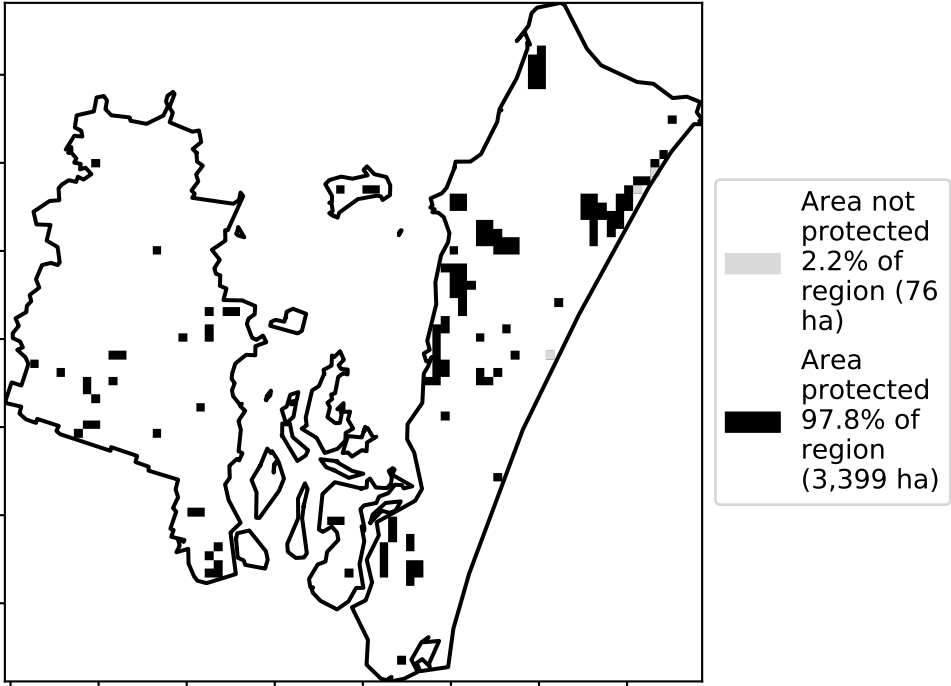 Area not
protected
2.2% of
region (76
ha)
Area
protected
97.8% of
region
(3,399 ha)